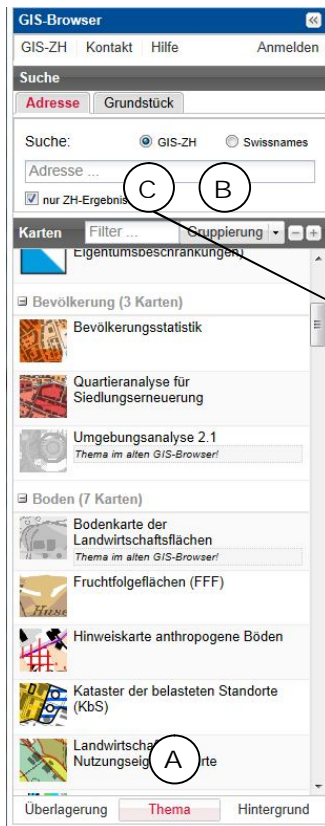 GIS-Browser
GIS-ZH Kontakt Hilfe Anmelden
Suche
Adresse Grundstück
Suche: GIS-ZH Swissnames
Adresse ...
nur ZH-Ergebnis
C B
Karten Filter ... Gruppierung
Eigentumsbeschränkungen)
Bevölkerung (3 Karten)
Bevölkerungsstatistik
Quartieranalyse für
Siedlungserneuerung
Umgebungsanalyse 2.1
Thema im alten GIS-Browser!
Boden (7 Karten)
Bodenkarte der
Landwirtschaftsflächen
Thema im alten GIS-Browser!
Fruchtfolgeflächen (FFF)
Hinweiskarte anthropogene Böden
Kataster der belasteten Standorte
(KbS)
A
Überlagerung Thema Hintergrund